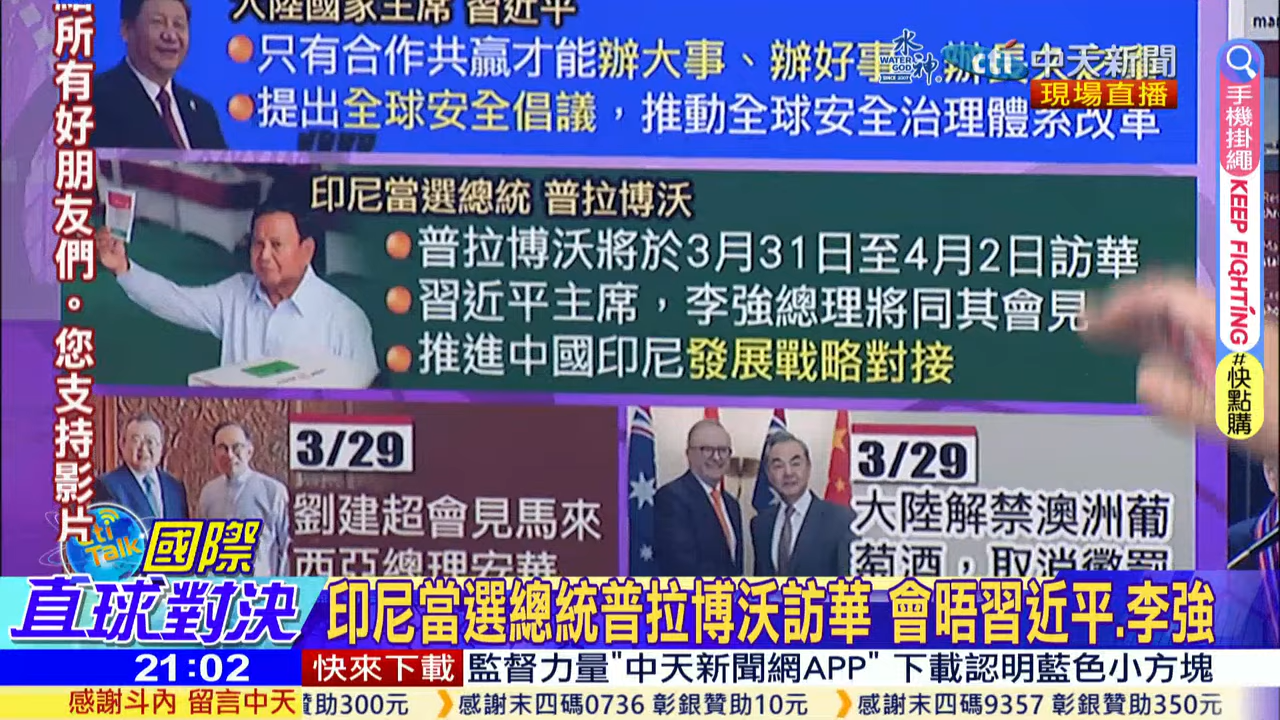 大陸國家主席 習近平
只有合作共贏才能辦大事、辦好事、辦
提出全球安全倡議，推動全球安全治理體系改革
水神
WATER GOD
SINCE 2007
cti 中天新聞
現場直播
man
所有好朋友們。您支持影片
手機掛繩
KEEP FIGHTING
#快點購
印尼當選總統 普拉博沃
普拉博沃將於3月31日至4月2日訪華
習近平主席，李強總理將同其會見
推進中國印尼發展戰略對接
3/29
劉建超會見馬來
西亞總理安華
3/29
大陸解禁澳洲葡
萄酒，取消懲罰
cti Talk
國際
直球對決
印尼當選總統普拉博沃訪華 會晤習近平.李強
21:02
快來下載
監督力量"中天新聞網APP" 下載認明藍色小方塊
感謝斗內 留言中天
贊助300元
感謝末四碼0736 彰銀贊助10元
感謝末四碼9357 彰銀贊助350元